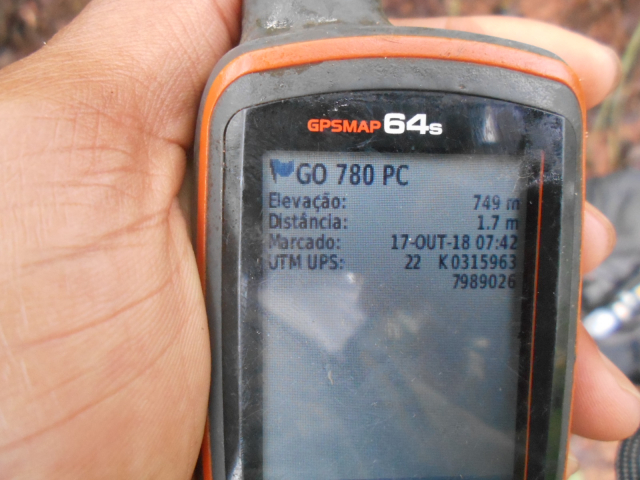 GPSMAP 64s
GO 780 PC
Elevação: 749 m
Distância: 1.7 m
Marcado: 17-OUT-18 07:42
UTM UPS: 22 K 0315963
7989026